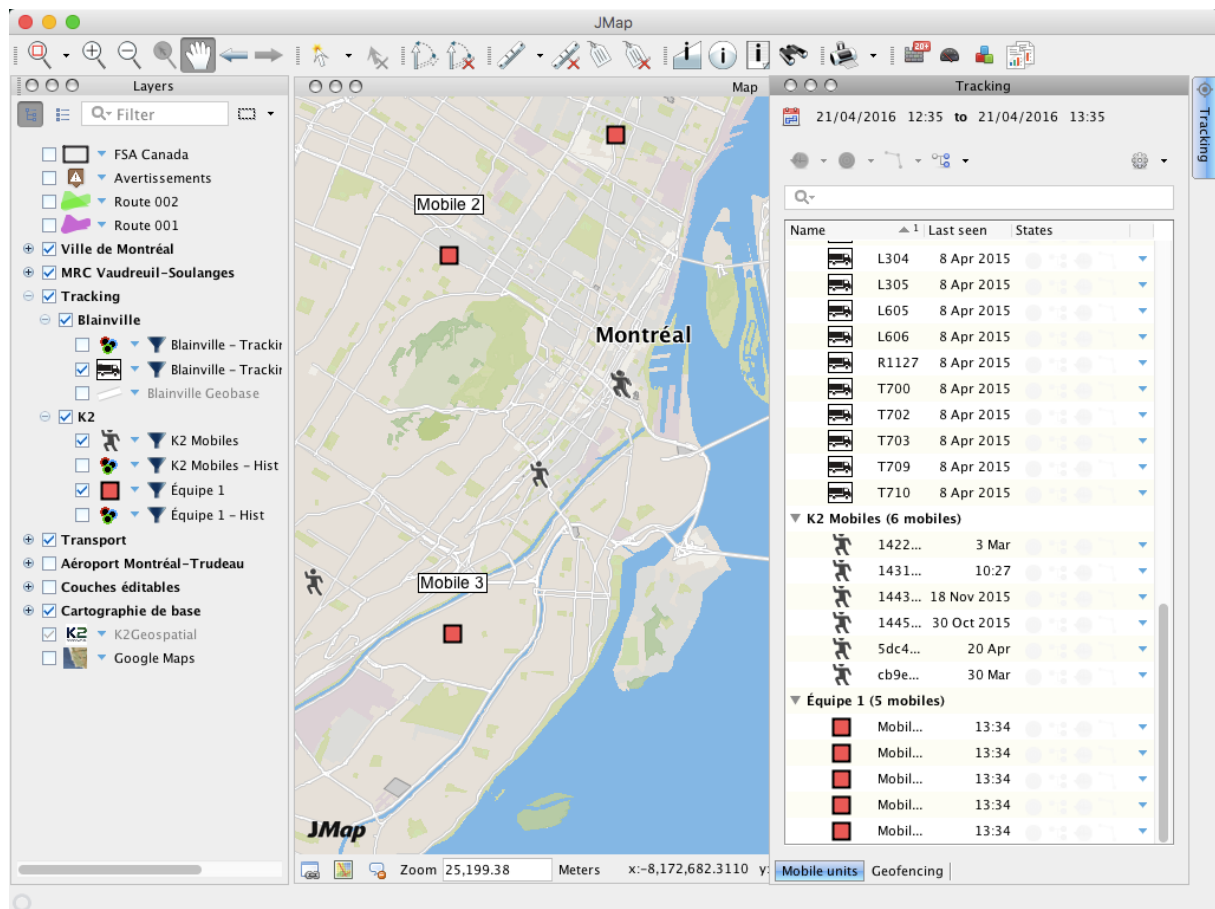 JMap
20+
Layers
Filter
FSA Canada
Avertissements
Route 002
Route 001
Ville de Montréal
MRC Vaudreuil-Soulanges
Tracking
Blainville
Blainville - Trackir
Blainville - Trackir
Blainville Geobase
K2
K2 Mobiles
K2 Mobiles - Hist
Équipe 1
Équipe 1 - Hist
Transport
Aéroport Montréal-Trudeau
Couches éditables
Cartographie de base
K2 K2Geospatial
Google Maps
Map
Mobile 2
Montréal
Mobile 3
JMap
Zoom 25,199.38 Meters x:-8,172,682.3110 y:
Tracking
21/04/2016 12:35 to 21/04/2016 13:35
Name 1 Last seen States
L304 8 Apr 2015
L305 8 Apr 2015
L605 8 Apr 2015
L606 8 Apr 2015
R1127 8 Apr 2015
T700 8 Apr 2015
T702 8 Apr 2015
T703 8 Apr 2015
T709 8 Apr 2015
T710 8 Apr 2015
K2 Mobiles (6 mobiles)
1422... 3 Mar
1431... 10:27
1443... 18 Nov 2015
1445... 30 Oct 2015
5dc4... 20 Apr
cb9e... 30 Mar
Équipe 1 (5 mobiles)
Mobil... 13:34
Mobil... 13:34
Mobil... 13:34
Mobil... 13:34
Mobil... 13:34
Mobile units Geofencing
Tracking